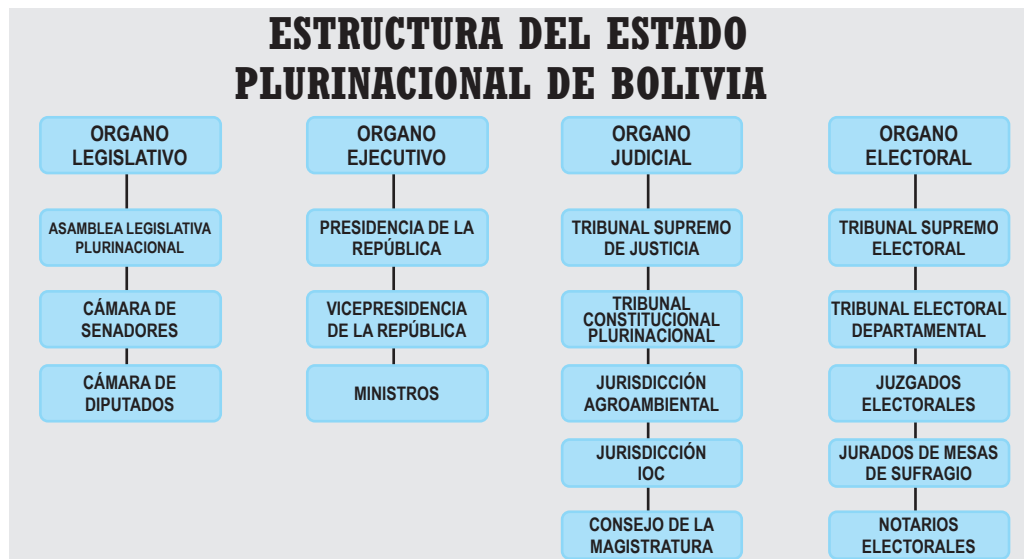 ESTRUCTURA DEL ESTADO
PLURINACIONAL DE BOLIVIA
ORGANO
LEGISLATIVO
ASAMBLEA LEGISLATIVA
PLURINACIONAL
CÁMARA DE
SENADORES
CÁMARA DE
DIPUTADOS
ORGANO
EJECUTIVO
PRESIDENCIA DE LA
REPÚBLICA
VICEPRESIDENCIA
DE LA REPÚBLICA
MINISTROS
ORGANO
JUDICIAL
TRIBUNAL SUPREMO
DE JUSTICIA
TRIBUNAL
CONSTITUCIONAL
PLURINACIONAL
JURISDICCIÓN
AGROAMBIENTAL
JURISDICCIÓN
IOC
CONSEJO DE LA
MAGISTRATURA
ORGANO
ELECTORAL
TRIBUNAL SUPREMO
ELECTORAL
TRIBUNAL ELECTORAL
DEPARTAMENTAL
JUZGADOS
ELECTORALES
JURADOS DE MESAS
DE SUFRAGIO
NOTARIOS
ELECTORALES